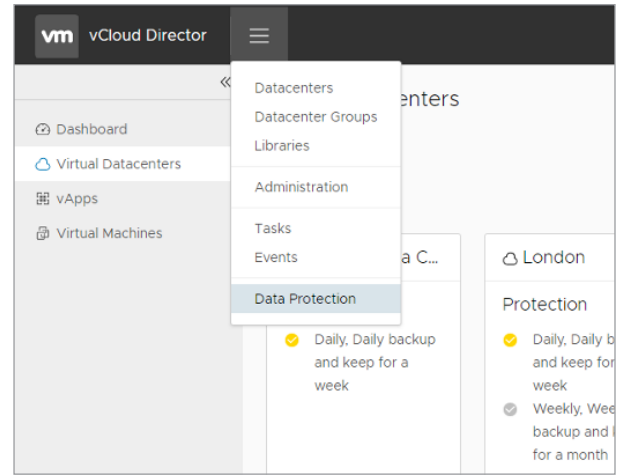 vm vCloud Director
«
Dashboard
Virtual Datacenters
vApps
Virtual Machines
Datacenters
Datacenter Groups
Libraries
Administration
Tasks
Events
Data Protection
enters
a C...
Daily, Daily backup
and keep for a
week
London
Protection
Daily, Daily b
and keep for
week
Weekly, Wee
backup and k
for a month